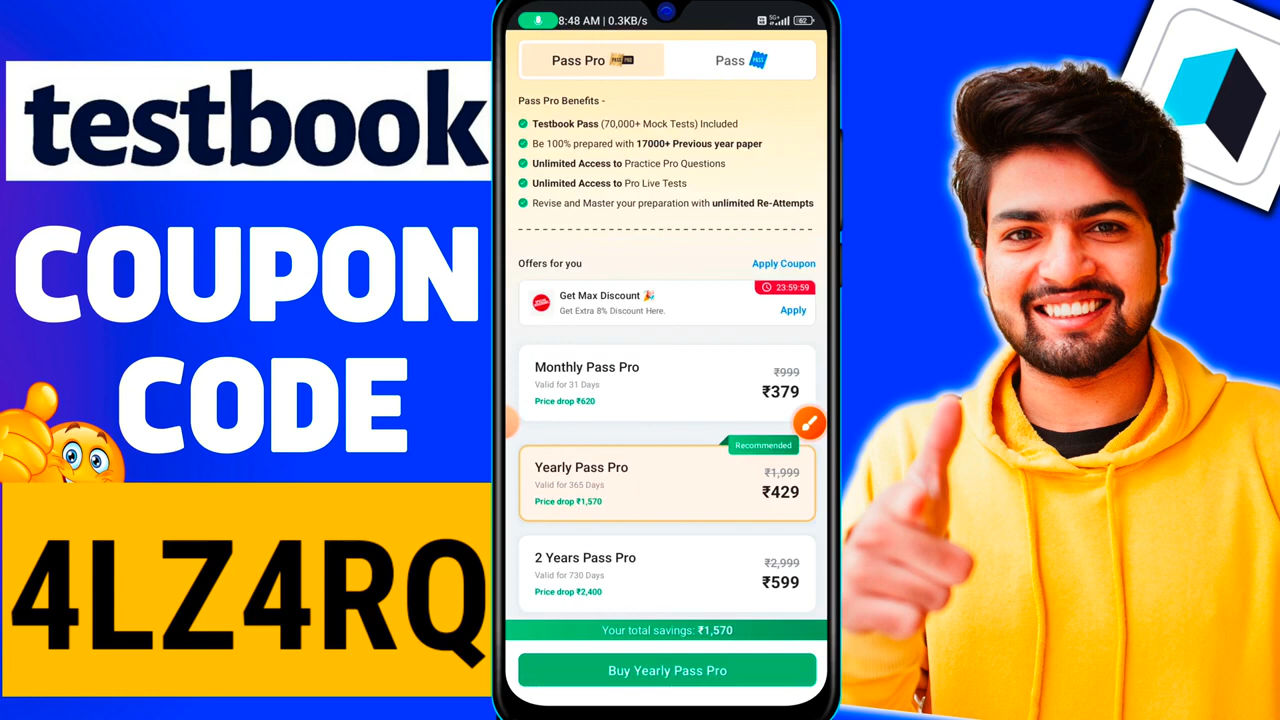 testbook
COUPON
CODE
4LZ4RQ
8:48 AM | 0.3KB/s
5G+
62
Pass Pro
Pass
PASS
Pass Pro Benefits -
Testbook Pass (70,000+ Mock Tests) Included
Be 100% prepared with 17000+ Previous year paper
Unlimited Access to Practice Pro Questions
Unlimited Access to Pro Live Tests
Revise and Master your preparation with unlimited Re-Attempts
Offers for you
Apply Coupon
23:59:59
Get Max Discount 🎉
Get Extra 8% Discount Here.
Apply
Monthly Pass Pro
₹999
Valid for 31 Days
₹379
Price drop ₹620
Recommended
Yearly Pass Pro
₹1,999
Valid for 365 Days
₹429
Price drop ₹1,570
2 Years Pass Pro
₹2,999
Valid for 730 Days
₹599
Price drop ₹2,400
Your total savings: ₹1,570
Buy Yearly Pass Pro